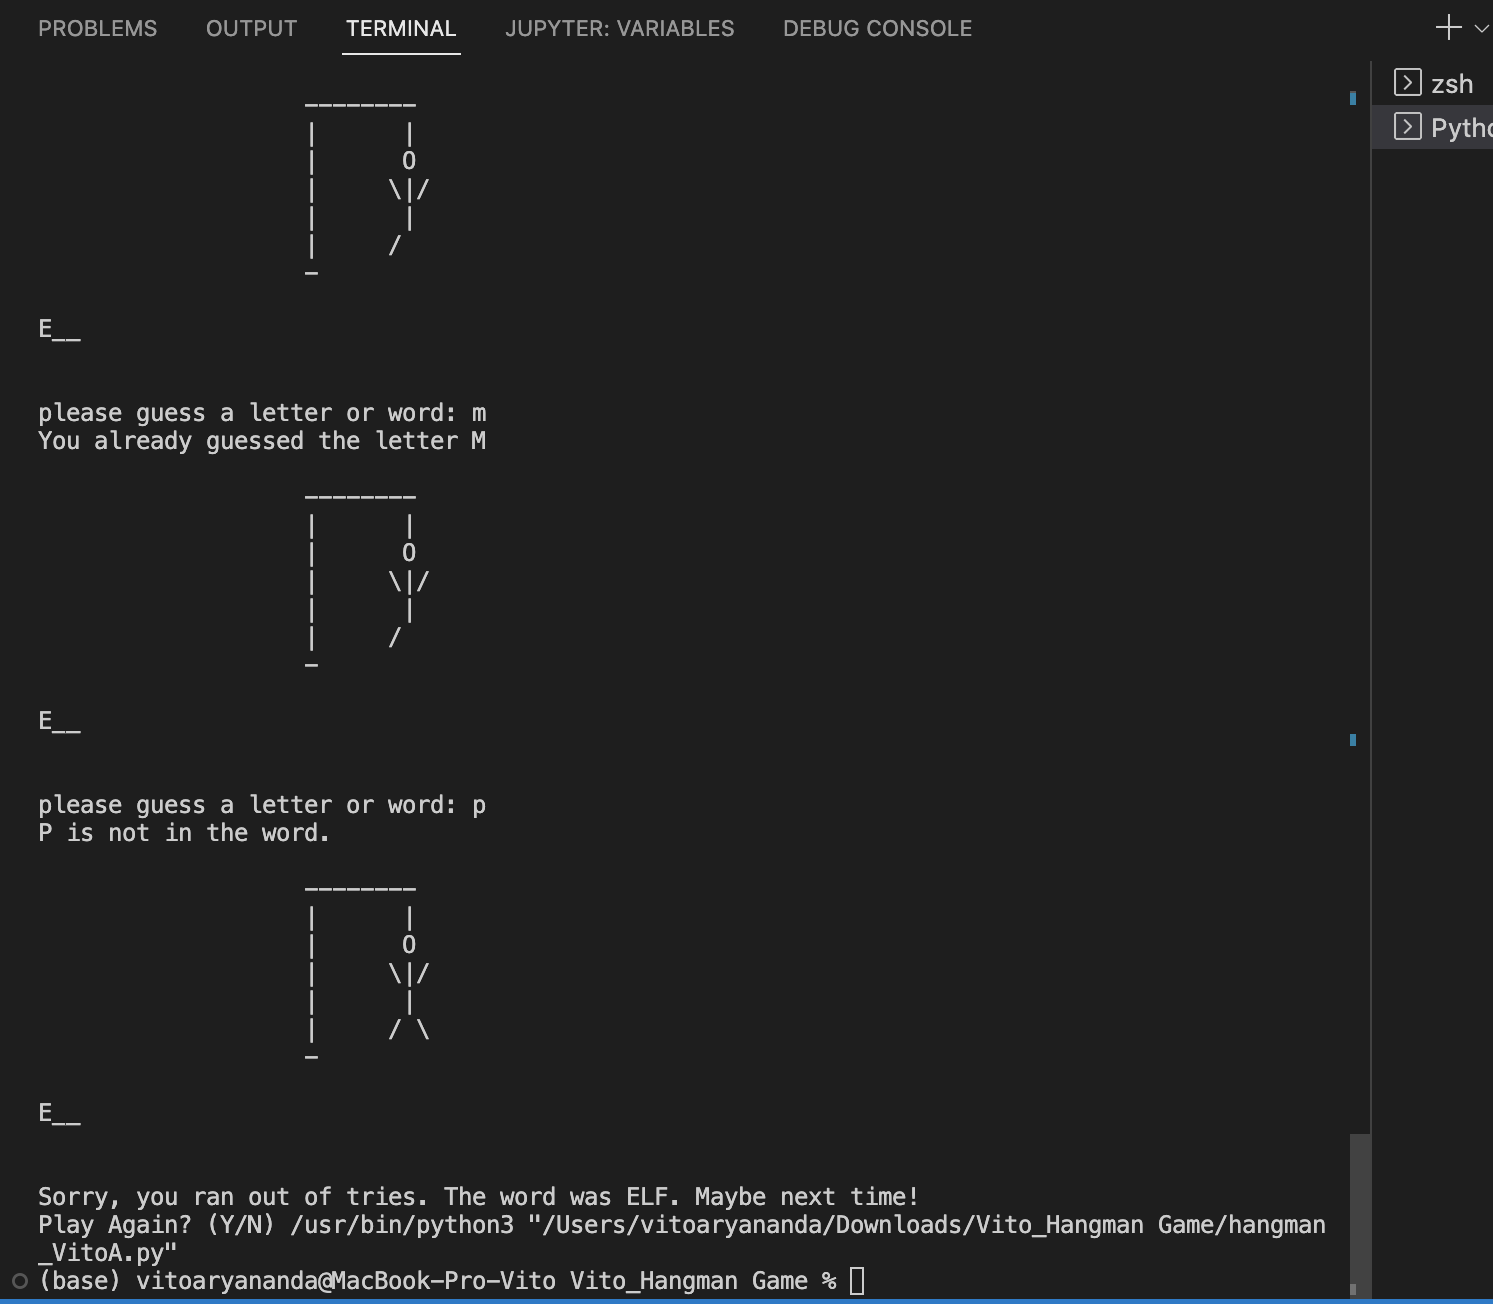 PROBLEMS OUTPUT TERMINAL JUPYTER: VARIABLES DEBUG CONSOLE
zsh
Pytho
--------
|      |
|      O
|     \|/
|      |
|     /
-
E__
please guess a letter or word: m
You already guessed the letter M
--------
|      |
|      O
|     \|/
|      |
|     /
-
E__
please guess a letter or word: p
P is not in the word.
--------
|      |
|      O
|     \|/
|      |
|     / \
-
E__
Sorry, you ran out of tries. The word was ELF. Maybe next time!
Play Again? (Y/N) /usr/bin/python3 "/Users/vitoaryananda/Downloads/Vito_Hangman Game/hangman
_VitoA.py"
(base) vitoaryananda@MacBook-Pro-Vito Vito_Hangman Game %